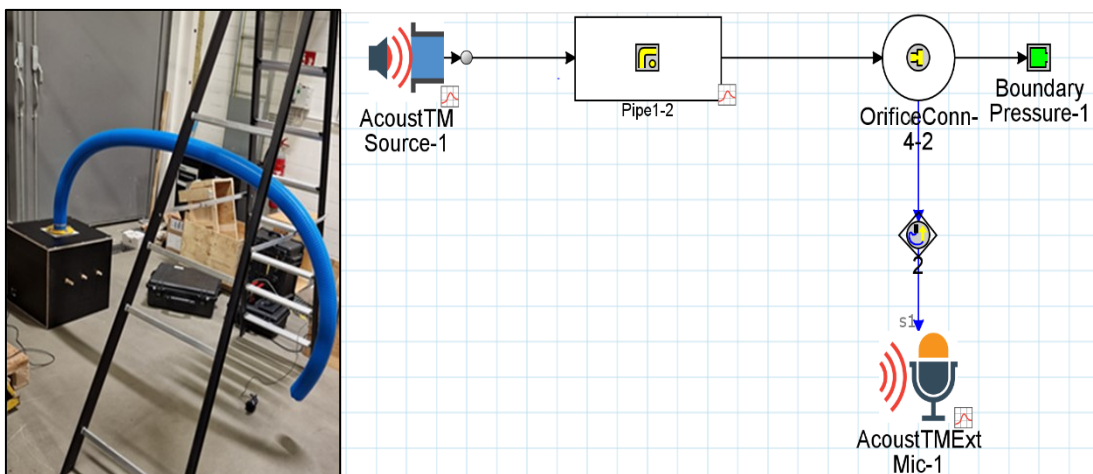 AcoustTM
Source-1
Pipe1-2
OrificeConn-
4-2
Boundary
Pressure-1
2
s1
AcoustTMExt
Mic-1